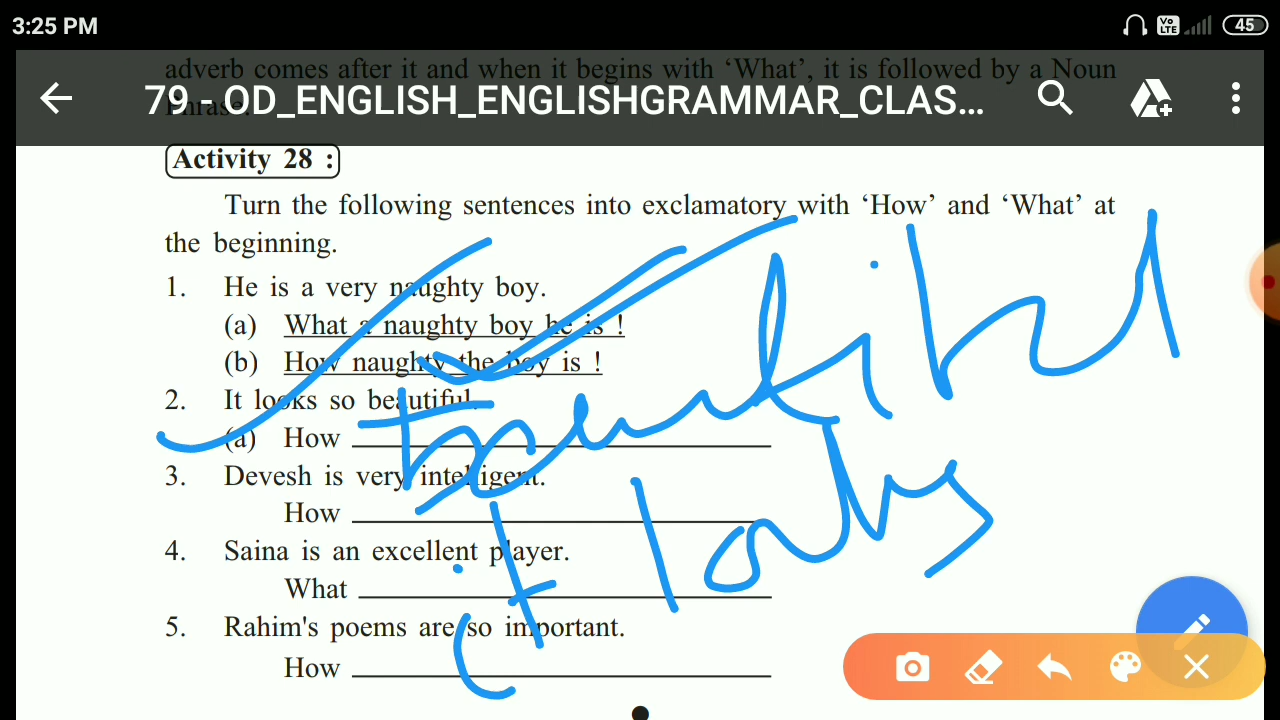 3:25 PM
Vo LTE 45
adverb comes after it and when it begins with ‘What’, it is followed by a Noun
79 - OD_ENGLISH_ENGLISHGRAMMAR_CLAS...
Phrase.
Activity 28 :
Turn the following sentences into exclamatory with ‘How’ and ‘What’ at
the beginning.
1. He is a very naughty boy.
(a) What a naughty boy he is !
(b) How naughty the boy is !
2. It looks so beautiful.
(a) How
beautiful
3. Devesh is very intelligent.
How
it looks
4. Saina is an excellent player.
What
5. Rahim's poems are so important.
How